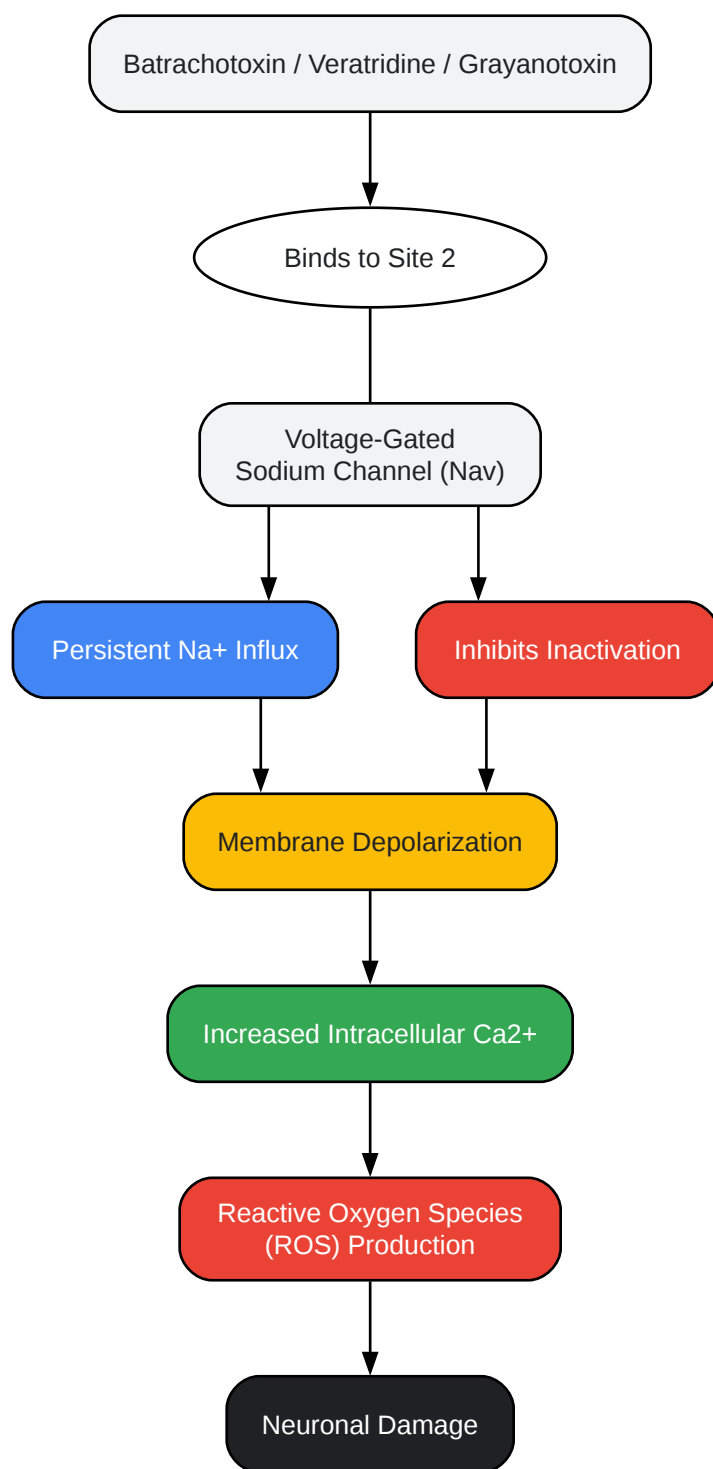 Batrachotoxin / Veratridine / Grayanotoxin
Binds to Site 2
Voltage-Gated
Sodium Channel (Nav)
Persistent Na+ Influx
Inhibits Inactivation
Membrane Depolarization
Increased Intracellular Ca2+
Reactive Oxygen Species
(ROS) Production
Neuronal Damage